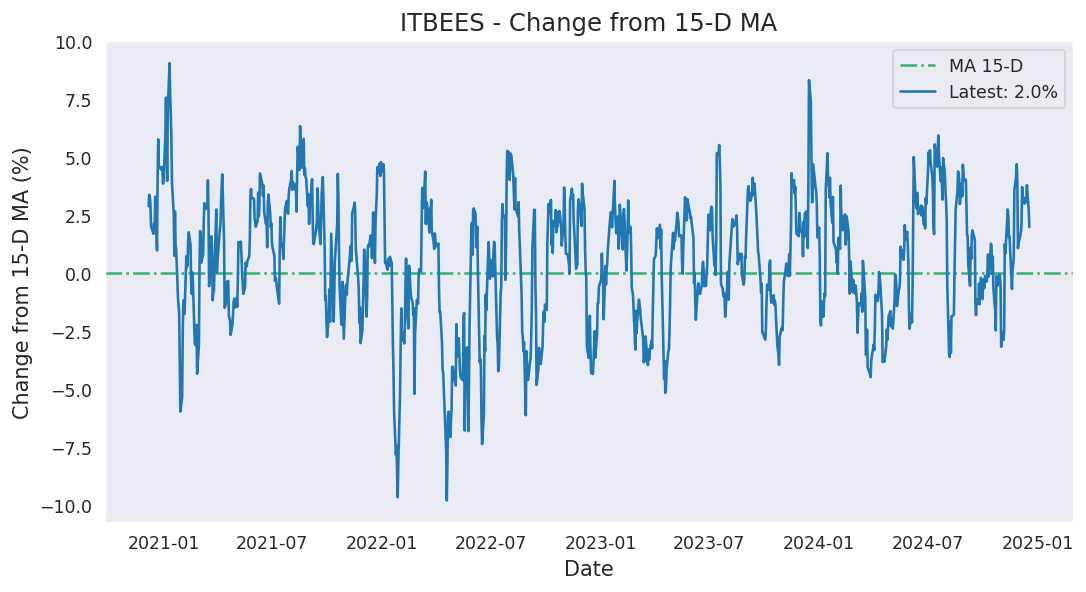 ITBEES - Change from 15-D MA
10.0
7.5
5.0
2.5
0.0
−2.5
−5.0
−7.5
−10.0
Change from 15-D MA (%)
MA 15-D
Latest: 2.0%
2021-01 2021-07 2022-01 2022-07 2023-01 2023-07 2024-01 2024-07 2025-01
Date